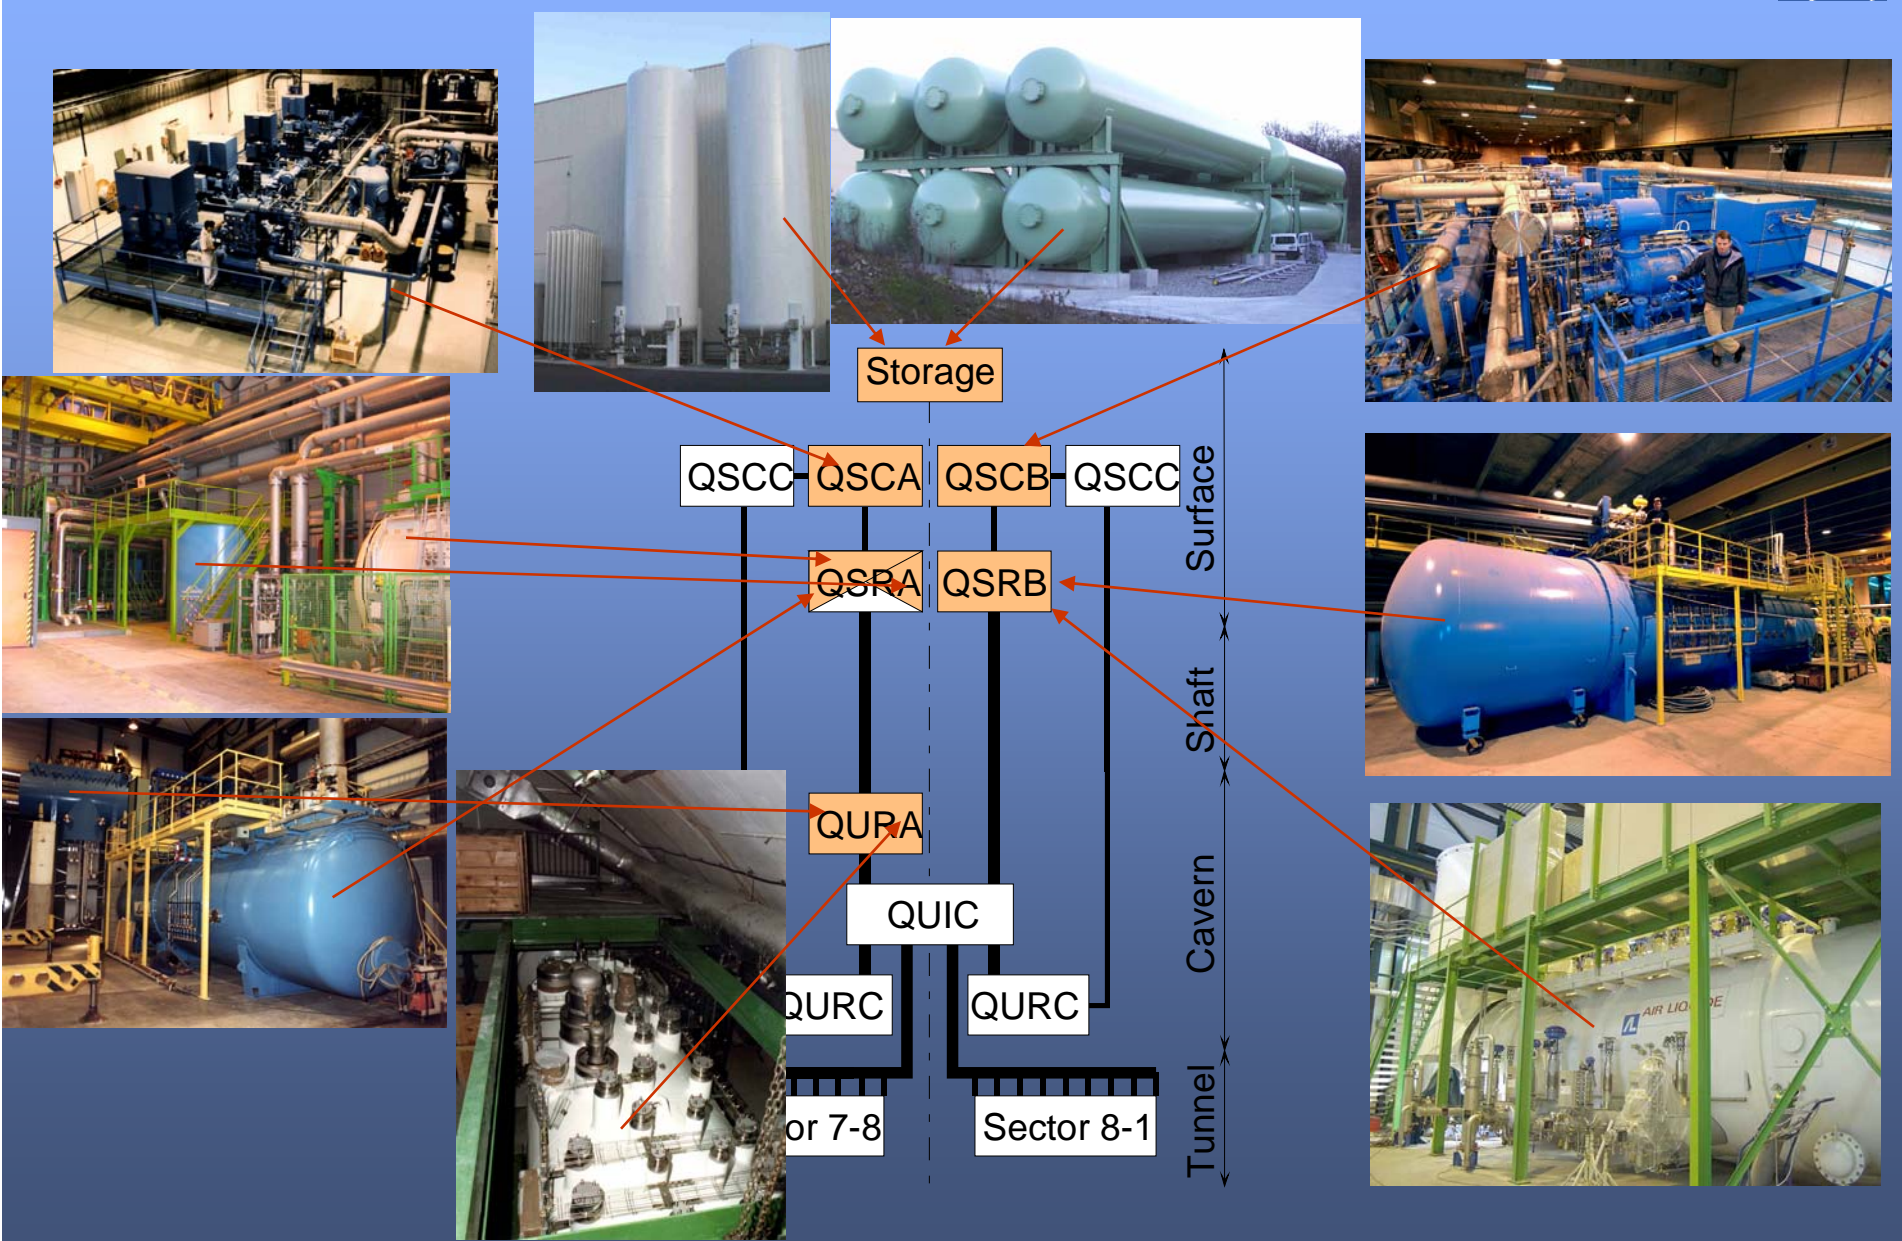 Storage
QSCC
QSCA
QSCB
QSCC
QSRA
QSRB
QURA
QUIC
QURC
QURC
or 7-8
Sector 8-1
Surface
Shaft
Cavern
Tunnel
AIR LIQUIDE